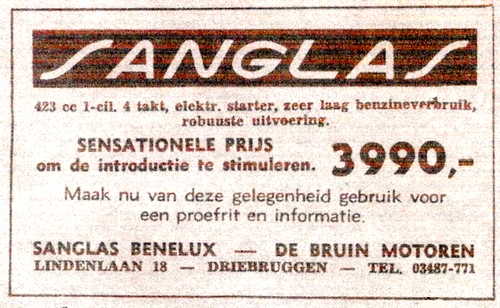 SANGLAS
423 cc 1-cil. 4 takt, elektr. starter, zeer laag benzineverbruik,
robuuste uitvoering.
SENSATIONELE PRIJS
om de introductie te stimuleren. 3990,-
Maak nu van deze gelegenheid gebruik voor
een proefrit en informatie.
SANGLAS BENELUX — DE BRUIN MOTOREN
LINDENLAAN 18 — DRIEBRUGGEN — TEL. 03487-771